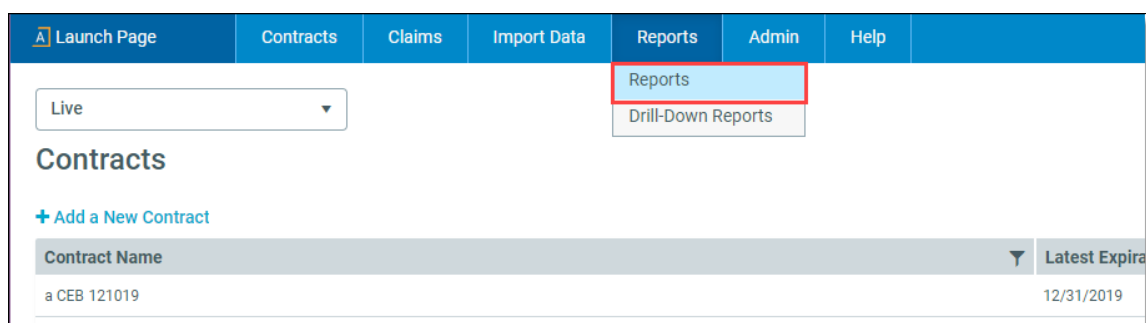 A Launch Page Contracts Claims Import Data Reports Admin Help
Reports
Live
Drill-Down Reports
Contracts
+ Add a New Contract
Contract Name Latest Expira
a CEB 121019 12/31/2019